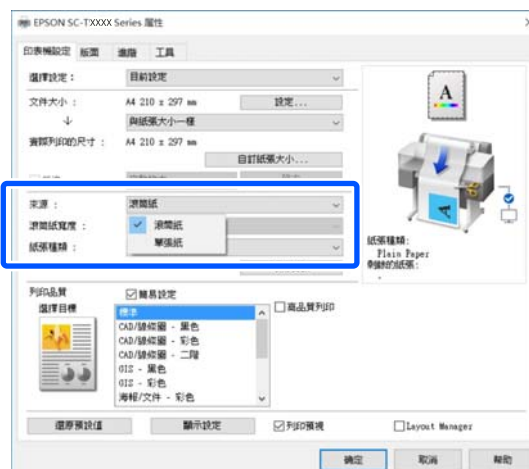 EPSON SC-TXXXX Series 屬性
印表機設定 版面 進階 工具
選擇設定： 目前設定
文件大小： A4 210 x 297 mm 設定...
與紙張大小一樣
實際列印的尺寸： A4 210 x 297 mm
自訂紙張大小...
來源： 滾筒紙
滾筒紙寬度：
滾筒紙
單張紙
紙張種類：
紙張種類:
Plain Paper
剩餘的紙張:
-
列印品質 簡易設定
選擇目標
標準
高品質列印
CAD/線條圖 - 黑色
CAD/線條圖 - 彩色
CAD/線條圖 - 二階
GIS - 黑色
GIS - 彩色
海報/文件 - 彩色
還原預設值 顯示設定 列印預視 Layout Manager
確定 取消 幫助
A